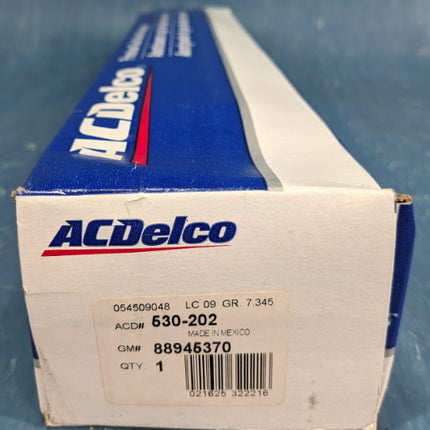 ACDelco
ACDelco
054509048 LC 09 GR. 7.345
ACD# 530-202
MADE IN MEXICO
GM# 88945370
QTY. 1
021625 322216